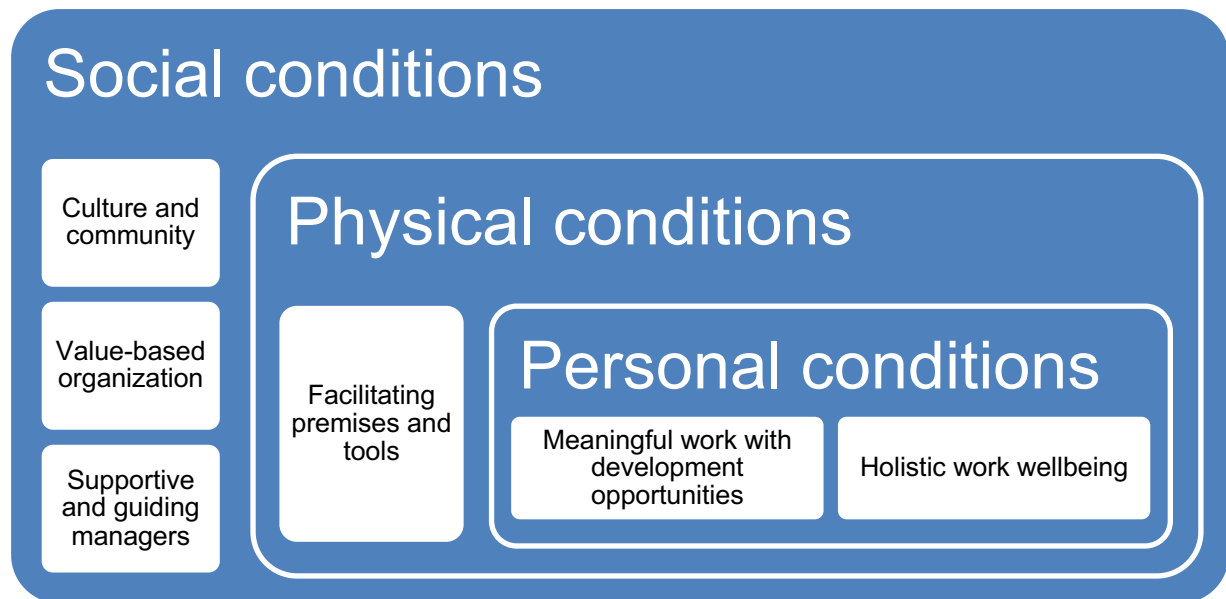 Social conditions
Culture and
community
Value-based
organization
Supportive
and guiding
managers
Physical conditions
Facilitating
premises and
tools
Personal conditions
Meaningful work with
development
opportunities
Holistic work wellbeing